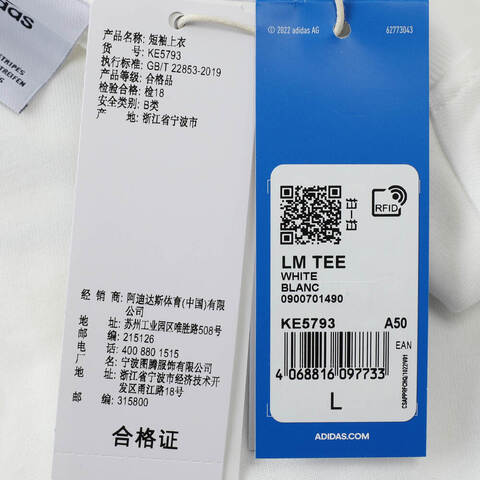 adidas
STRIPES
产品名称: 短袖上衣
货 号: KE5793
执行标准: GB/T 22853-2019
产品等级: 合格品
检验合格: 检18
安全类别: B类
产 地: 浙江省宁波市
经 销 商: 阿迪达斯体育(中国)有限
公司
地 址: 苏州工业园区唯胜路508号
邮 编: 215126
电 话: 400 880 1515
厂 名: 宁波图腾服饰有限公司
地 址: 浙江省宁波市经济技术开
发区甬江路18号
邮 编: 315800
合格证
© 2022 adidas AG
62773043
11-11
RFID
LM TEE
WHITE
BLANC
0900701490
KE5793 A50
EAN
4 068816 097733
L
ADIDAS.COM